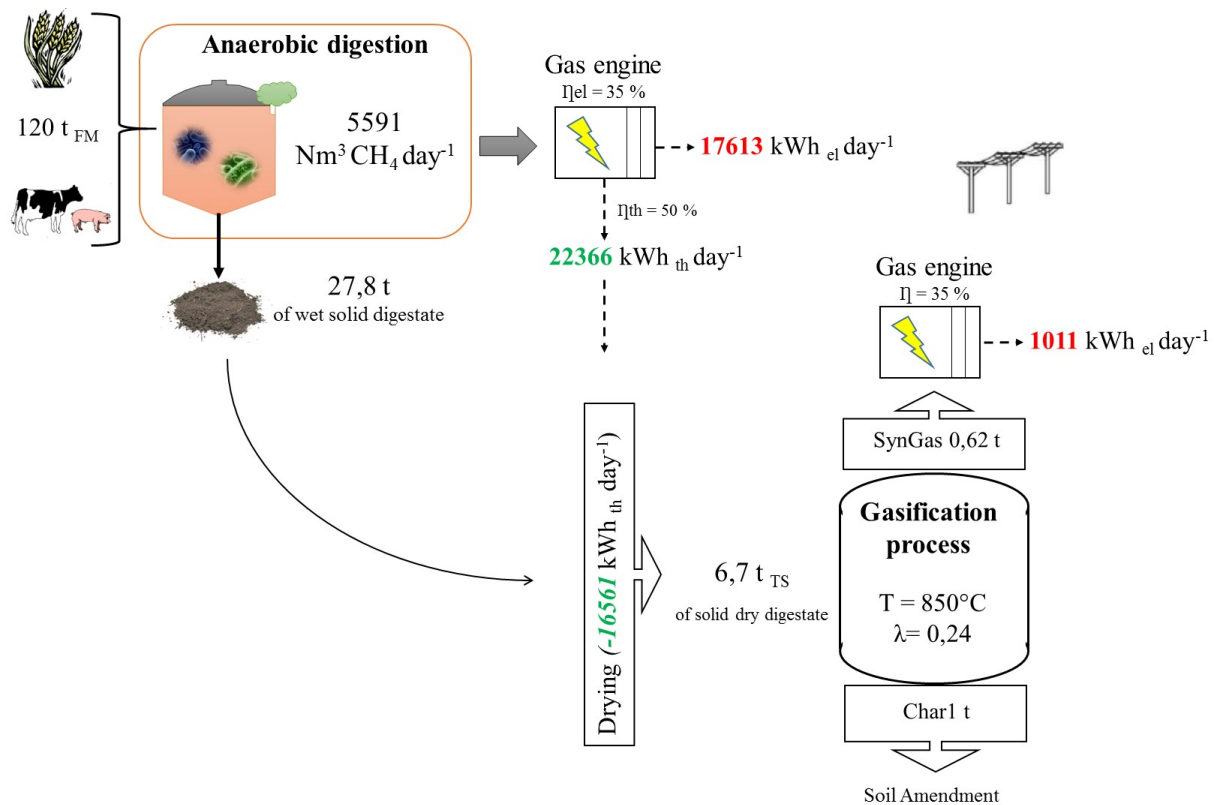 Anaerobic digestion
120 t FM
5591
Nm³ CH4 day-¹
Gas engine
Ƞel = 35 %
17613 kWh el day-¹
Ƞth = 50 %
22366 kWh th day-¹
27,8 t
of wet solid digestate
Drying (-16561 kWh th day-¹)
6,7 t TS
of solid dry digestate
Gas engine
Ƞ = 35 %
1011 kWh el day-¹
SynGas 0,62 t
Gasification
process
T = 850°C
λ= 0,24
Char1 t
Soil Amendment